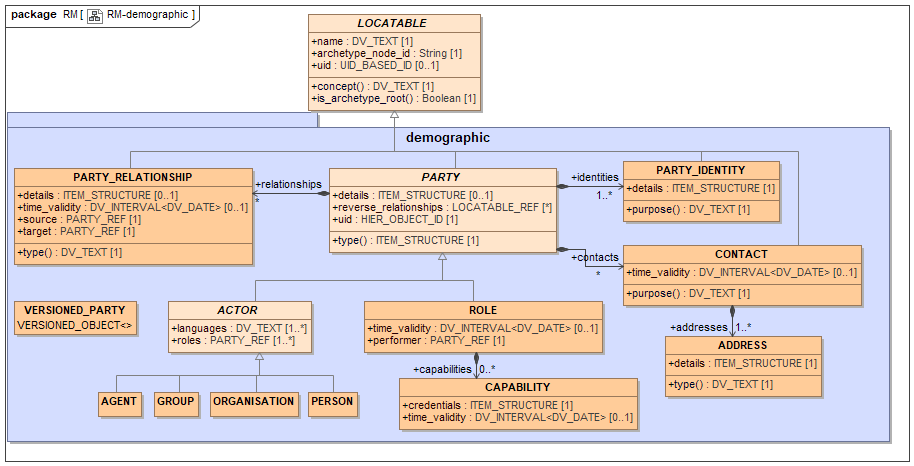 package RM [ RM-demographic ]
LOCATABLE
+name : DV_TEXT [1]
+archetype_node_id : String [1]
+uid : UID_BASED_ID [0..1]
+concept() : DV_TEXT [1]
+is_archetype_root() : Boolean [1]
demographic
PARTY_RELATIONSHIP
+details : ITEM_STRUCTURE [0..1]
+time_validity : DV_INTERVAL<DV_DATE> [0..1]
+source : PARTY_REF [1]
+target : PARTY_REF [1]
+type() : DV_TEXT [1]
+relationships
*
PARTY
+details : ITEM_STRUCTURE [0..1]
+reverse_relationships : LOCATABLE_REF [*]
+uid : HIER_OBJECT_ID [1]
+type() : ITEM_STRUCTURE [1]
+identities
1..*
PARTY_IDENTITY
+details : ITEM_STRUCTURE [1]
+purpose() : DV_TEXT [1]
+contacts
*
CONTACT
+time_validity : DV_INTERVAL<DV_DATE> [0..1]
+purpose() : DV_TEXT [1]
VERSIONED_PARTY
VERSIONED_OBJECT<>
ACTOR
+languages : DV_TEXT [1..*]
+roles : PARTY_REF [1..*]
ROLE
+time_validity : DV_INTERVAL<DV_DATE> [0..1]
+performer : PARTY_REF [1]
+addresses 1..*
ADDRESS
+details : ITEM_STRUCTURE [1]
+type() : DV_TEXT [1]
+capabilities 0..*
CAPABILITY
+credentials : ITEM_STRUCTURE [1]
+time_validity : DV_INTERVAL<DV_DATE> [0..1]
AGENT
GROUP
ORGANISATION
PERSON